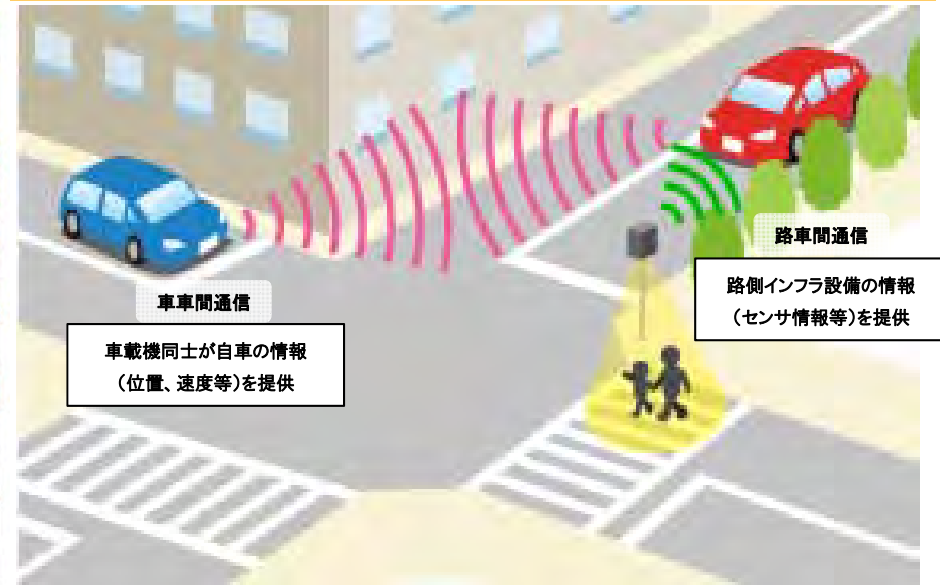 車車間通信
車載機同士が自車の情報
（位置、速度等）を提供
路車間通信
路側インフラ設備の情報
（センサ情報等）を提供